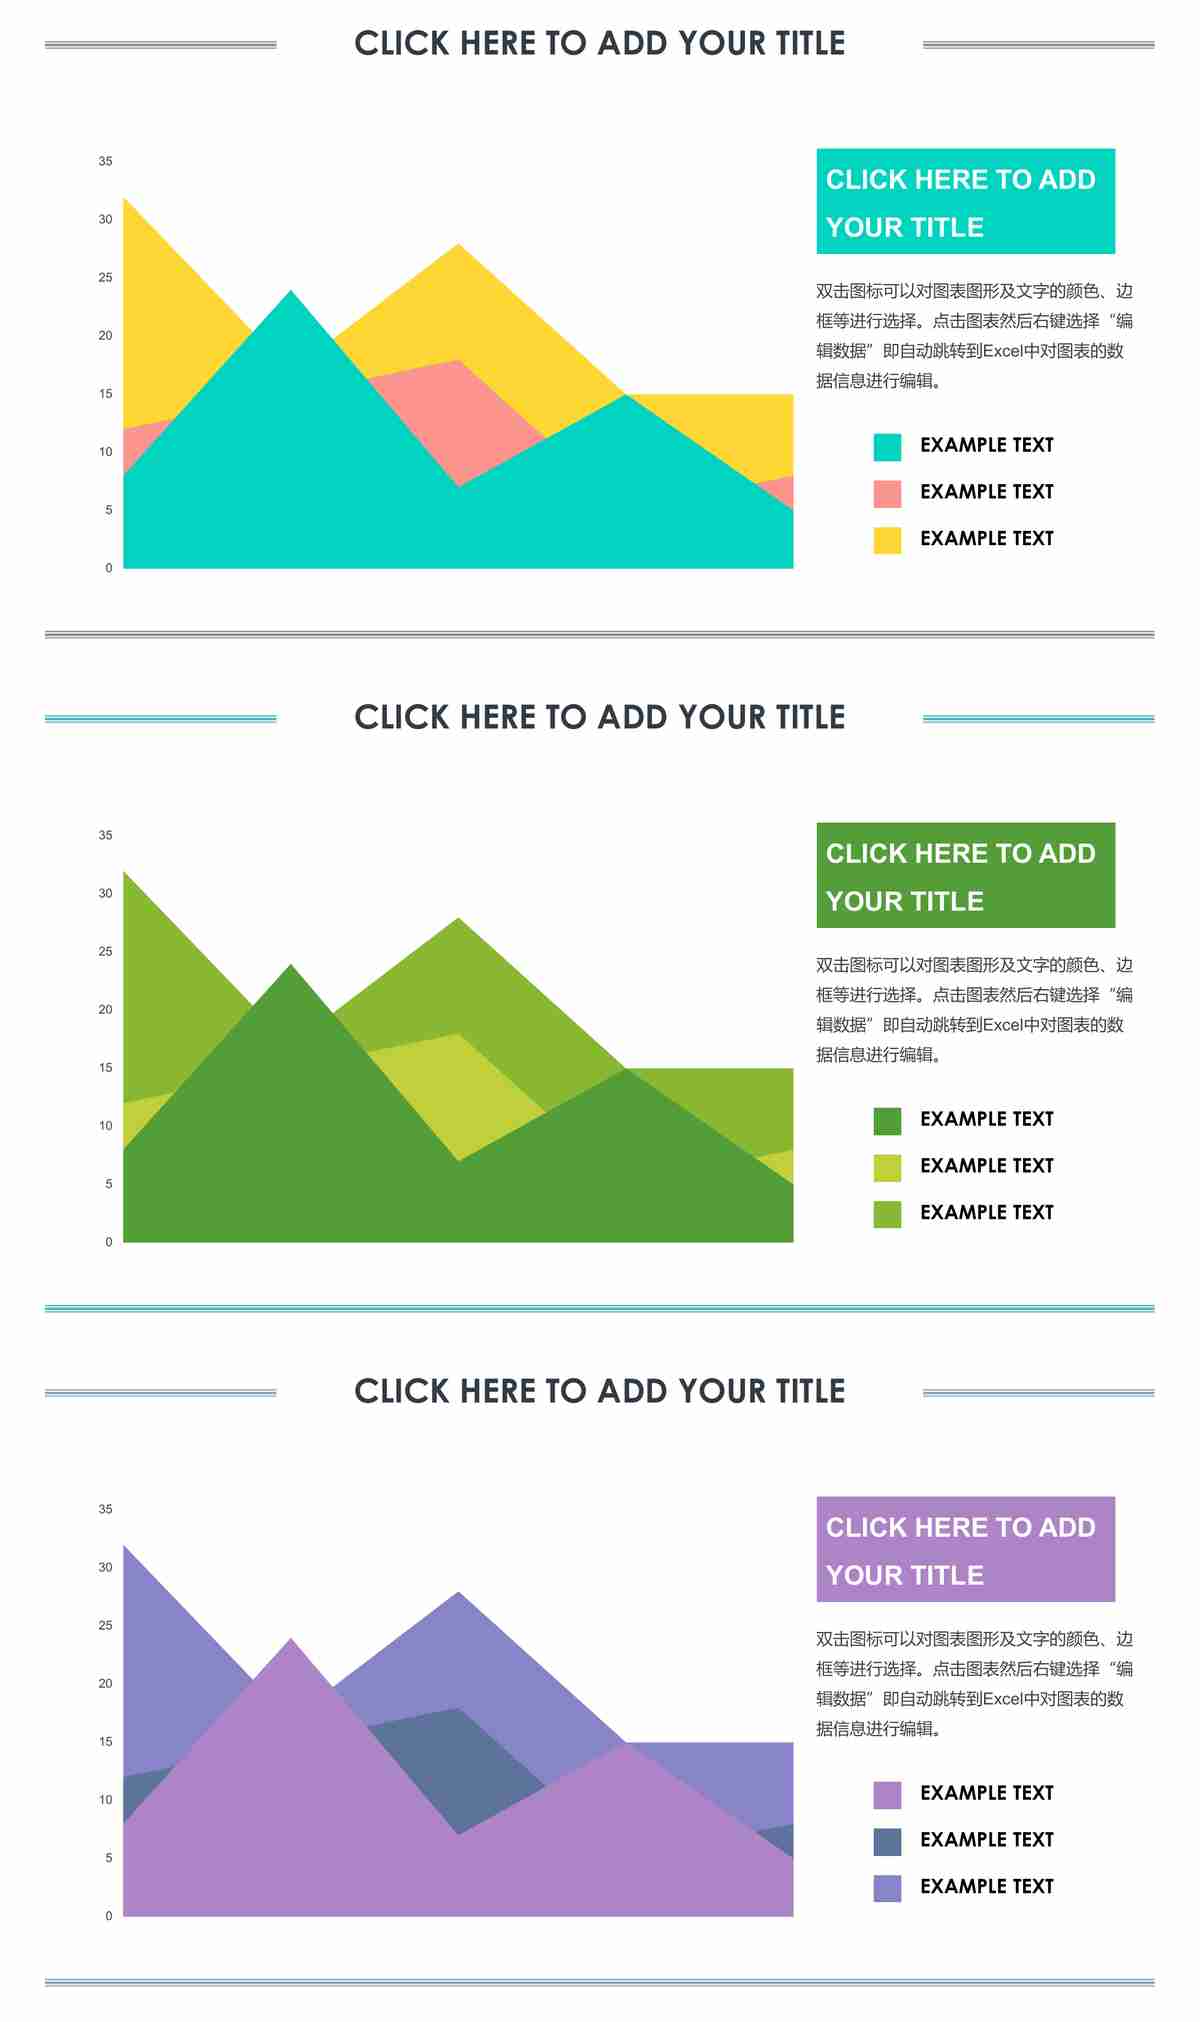 CLICK HERE TO ADD YOUR TITLE
35
30
25
20
15
10
5
0
CLICK HERE TO ADD
YOUR TITLE
双击图标可以对图表图形及文字的颜色、边
框等进行选择。点击图表然后右键选择“编
辑数据”即自动跳转到Excel中对图表的数
据信息进行编辑。
EXAMPLE TEXT
EXAMPLE TEXT
EXAMPLE TEXT
CLICK HERE TO ADD YOUR TITLE
35
30
25
20
15
10
5
0
CLICK HERE TO ADD
YOUR TITLE
双击图标可以对图表图形及文字的颜色、边
框等进行选择。点击图表然后右键选择“编
辑数据”即自动跳转到Excel中对图表的数
据信息进行编辑。
EXAMPLE TEXT
EXAMPLE TEXT
EXAMPLE TEXT
CLICK HERE TO ADD YOUR TITLE
35
30
25
20
15
10
5
0
CLICK HERE TO ADD
YOUR TITLE
双击图标可以对图表图形及文字的颜色、边
框等进行选择。点击图表然后右键选择“编
辑数据”即自动跳转到Excel中对图表的数
据信息进行编辑。
EXAMPLE TEXT
EXAMPLE TEXT
EXAMPLE TEXT